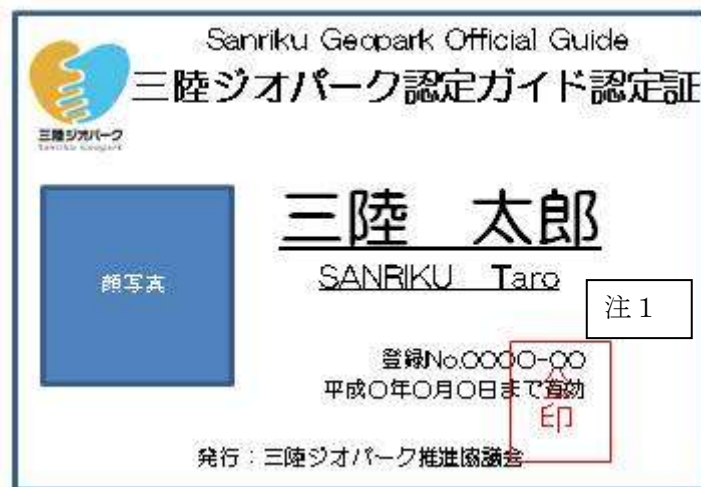 Sanriku Geopark Official Guide
三陸ジオパーク認定ガイド認定証
三陸ジオパーク
Sanriku Geopark
三陸　太郎
SANRIKU　Taro
顔写真
注１
登録No.○○○○-○○
平成○年○月○日まで有効
公印
発行：三陸ジオパーク推進協議会